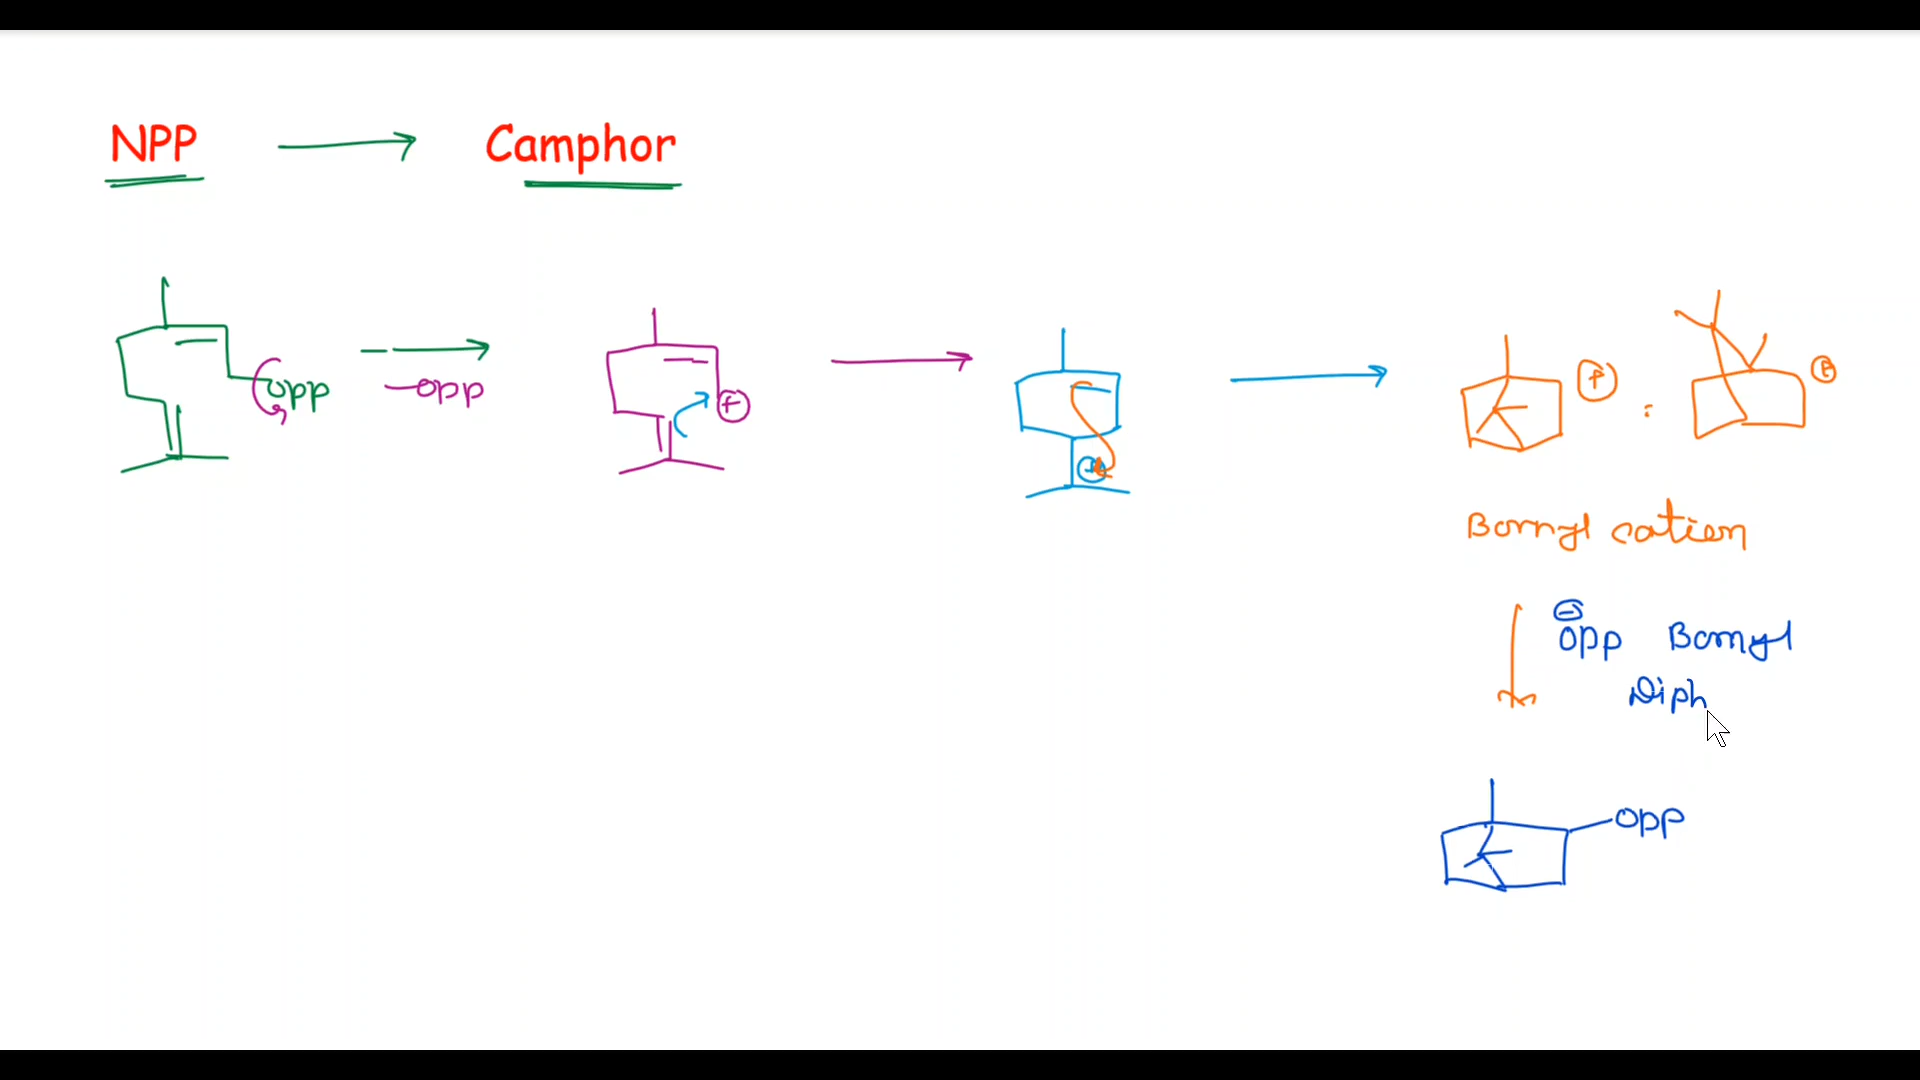 NPP → Camphor
OPP
-OPP
+
+
+
: +
Bornyl cation
⊖
OPP Bornyl
Diph
OPP